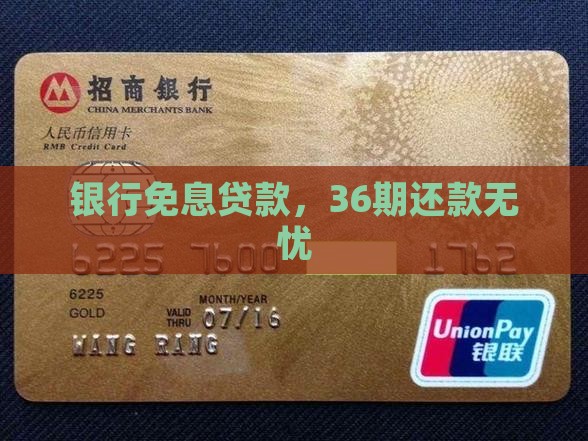 招商銀行
CHINA MERCHANTS BANK
人民币信用卡
RMB Credit Card
银行免息贷款，36期还款无
忧
6225 7600 1762
6225
MONTH/YEAR
GOLD
VALID
THRU
07/16
WANG RANG
UnionPay
银联